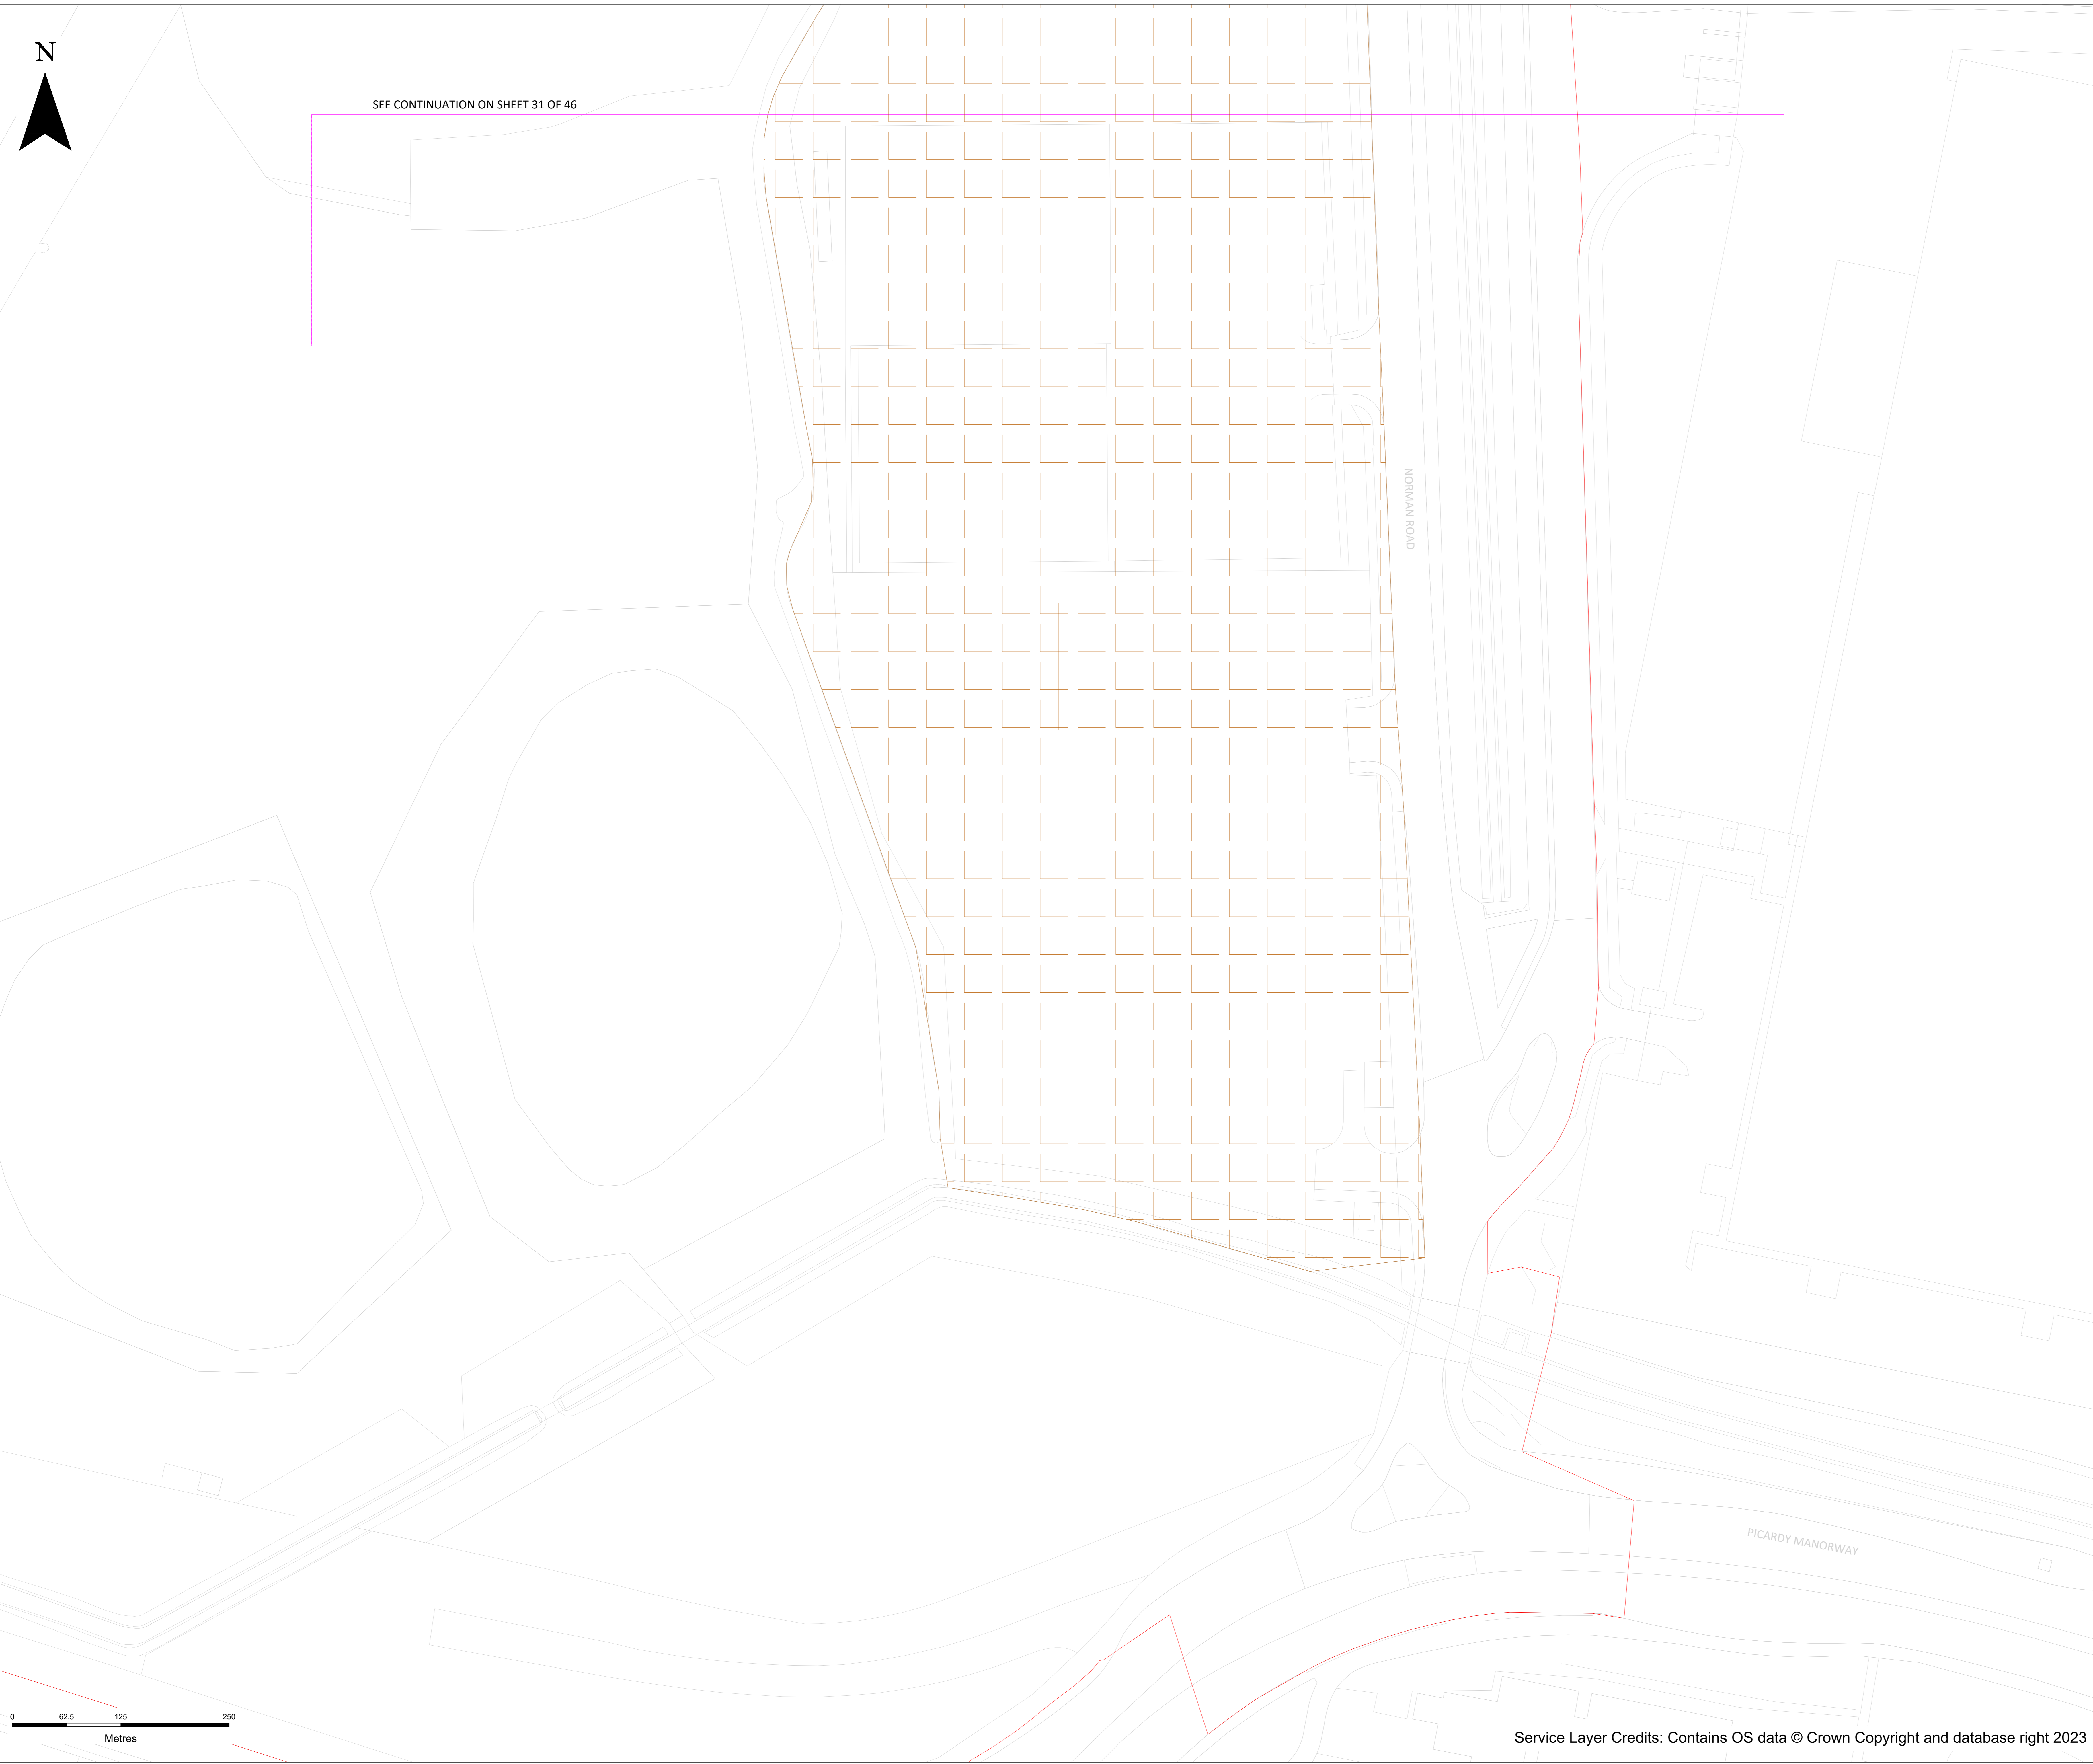 N
SEE CONTINUATION ON SHEET 31 OF 46
NORMAN ROAD
PICARDY MANORWAY
0 62.5 125 250
Metres
Service Layer Credits: Contains OS data © Crown Copyright and database right 2023